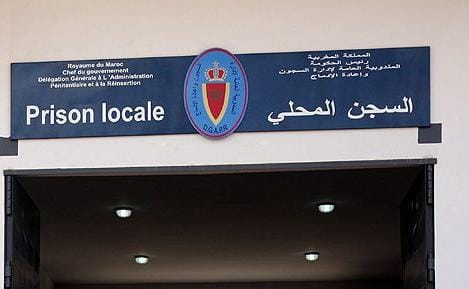 Royaume du Maroc
Chef du gouvernement
Délégation Générale à L 'Administration
Pénitentiaire et à la Réinsertion
Prison locale
D.G.A.P.R
المملكة المغربية
رئيس الحكومة
المندوبية العامة لإدارة السجون
وإعادة الإدماج
السجن المحلي